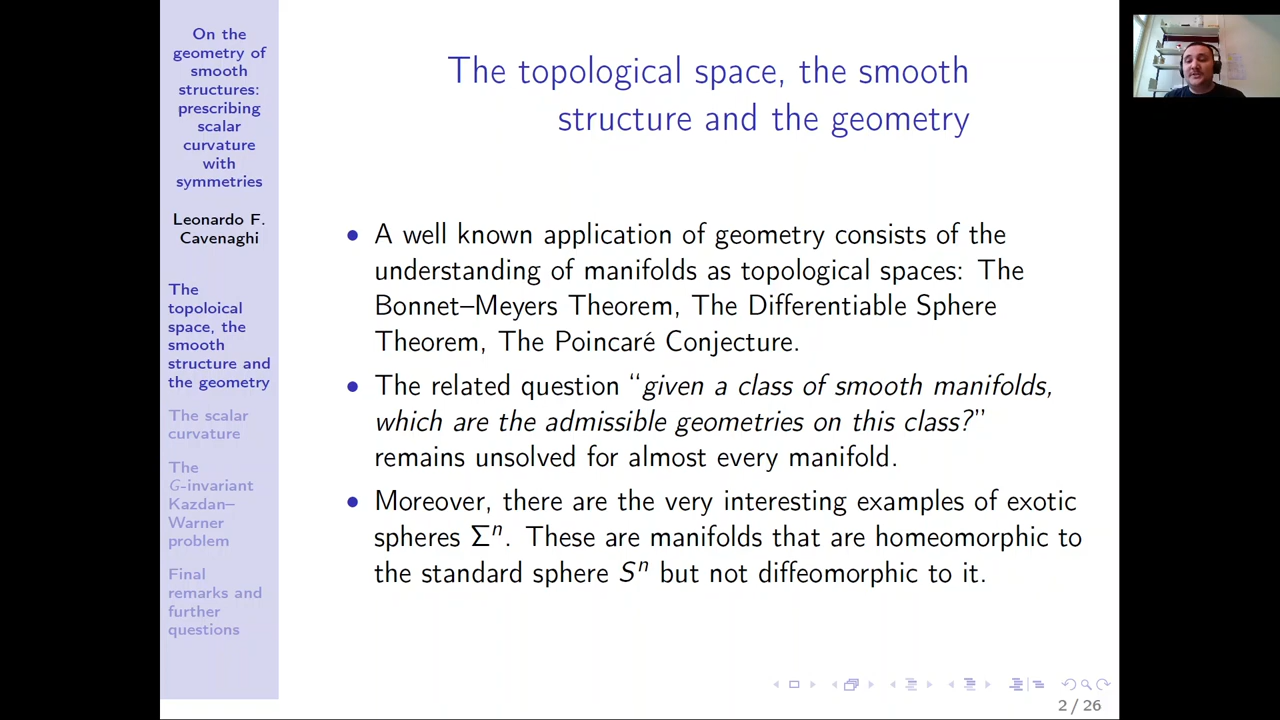 On the
geometry of
smooth
structures:
prescribing
scalar
curvature
with
symmetries
Leonardo F.
Cavenaghi
The
topoloical
space, the
smooth
structure and
the geometry
The scalar
curvature
The
G-invariant
Kazdan–
Warner
problem
Final
remarks and
further
questions
The topological space, the smooth
structure and the geometry
• A well known application of geometry consists of the
understanding of manifolds as topological spaces: The
Bonnet–Meyers Theorem, The Differentiable Sphere
Theorem, The Poincaré Conjecture.
• The related question “given a class of smooth manifolds,
which are the admissible geometries on this class?”
remains unsolved for almost every manifold.
• Moreover, there are the very interesting examples of exotic
spheres Σⁿ. These are manifolds that are homeomorphic to
the standard sphere Sⁿ but not diffeomorphic to it.
2 / 26